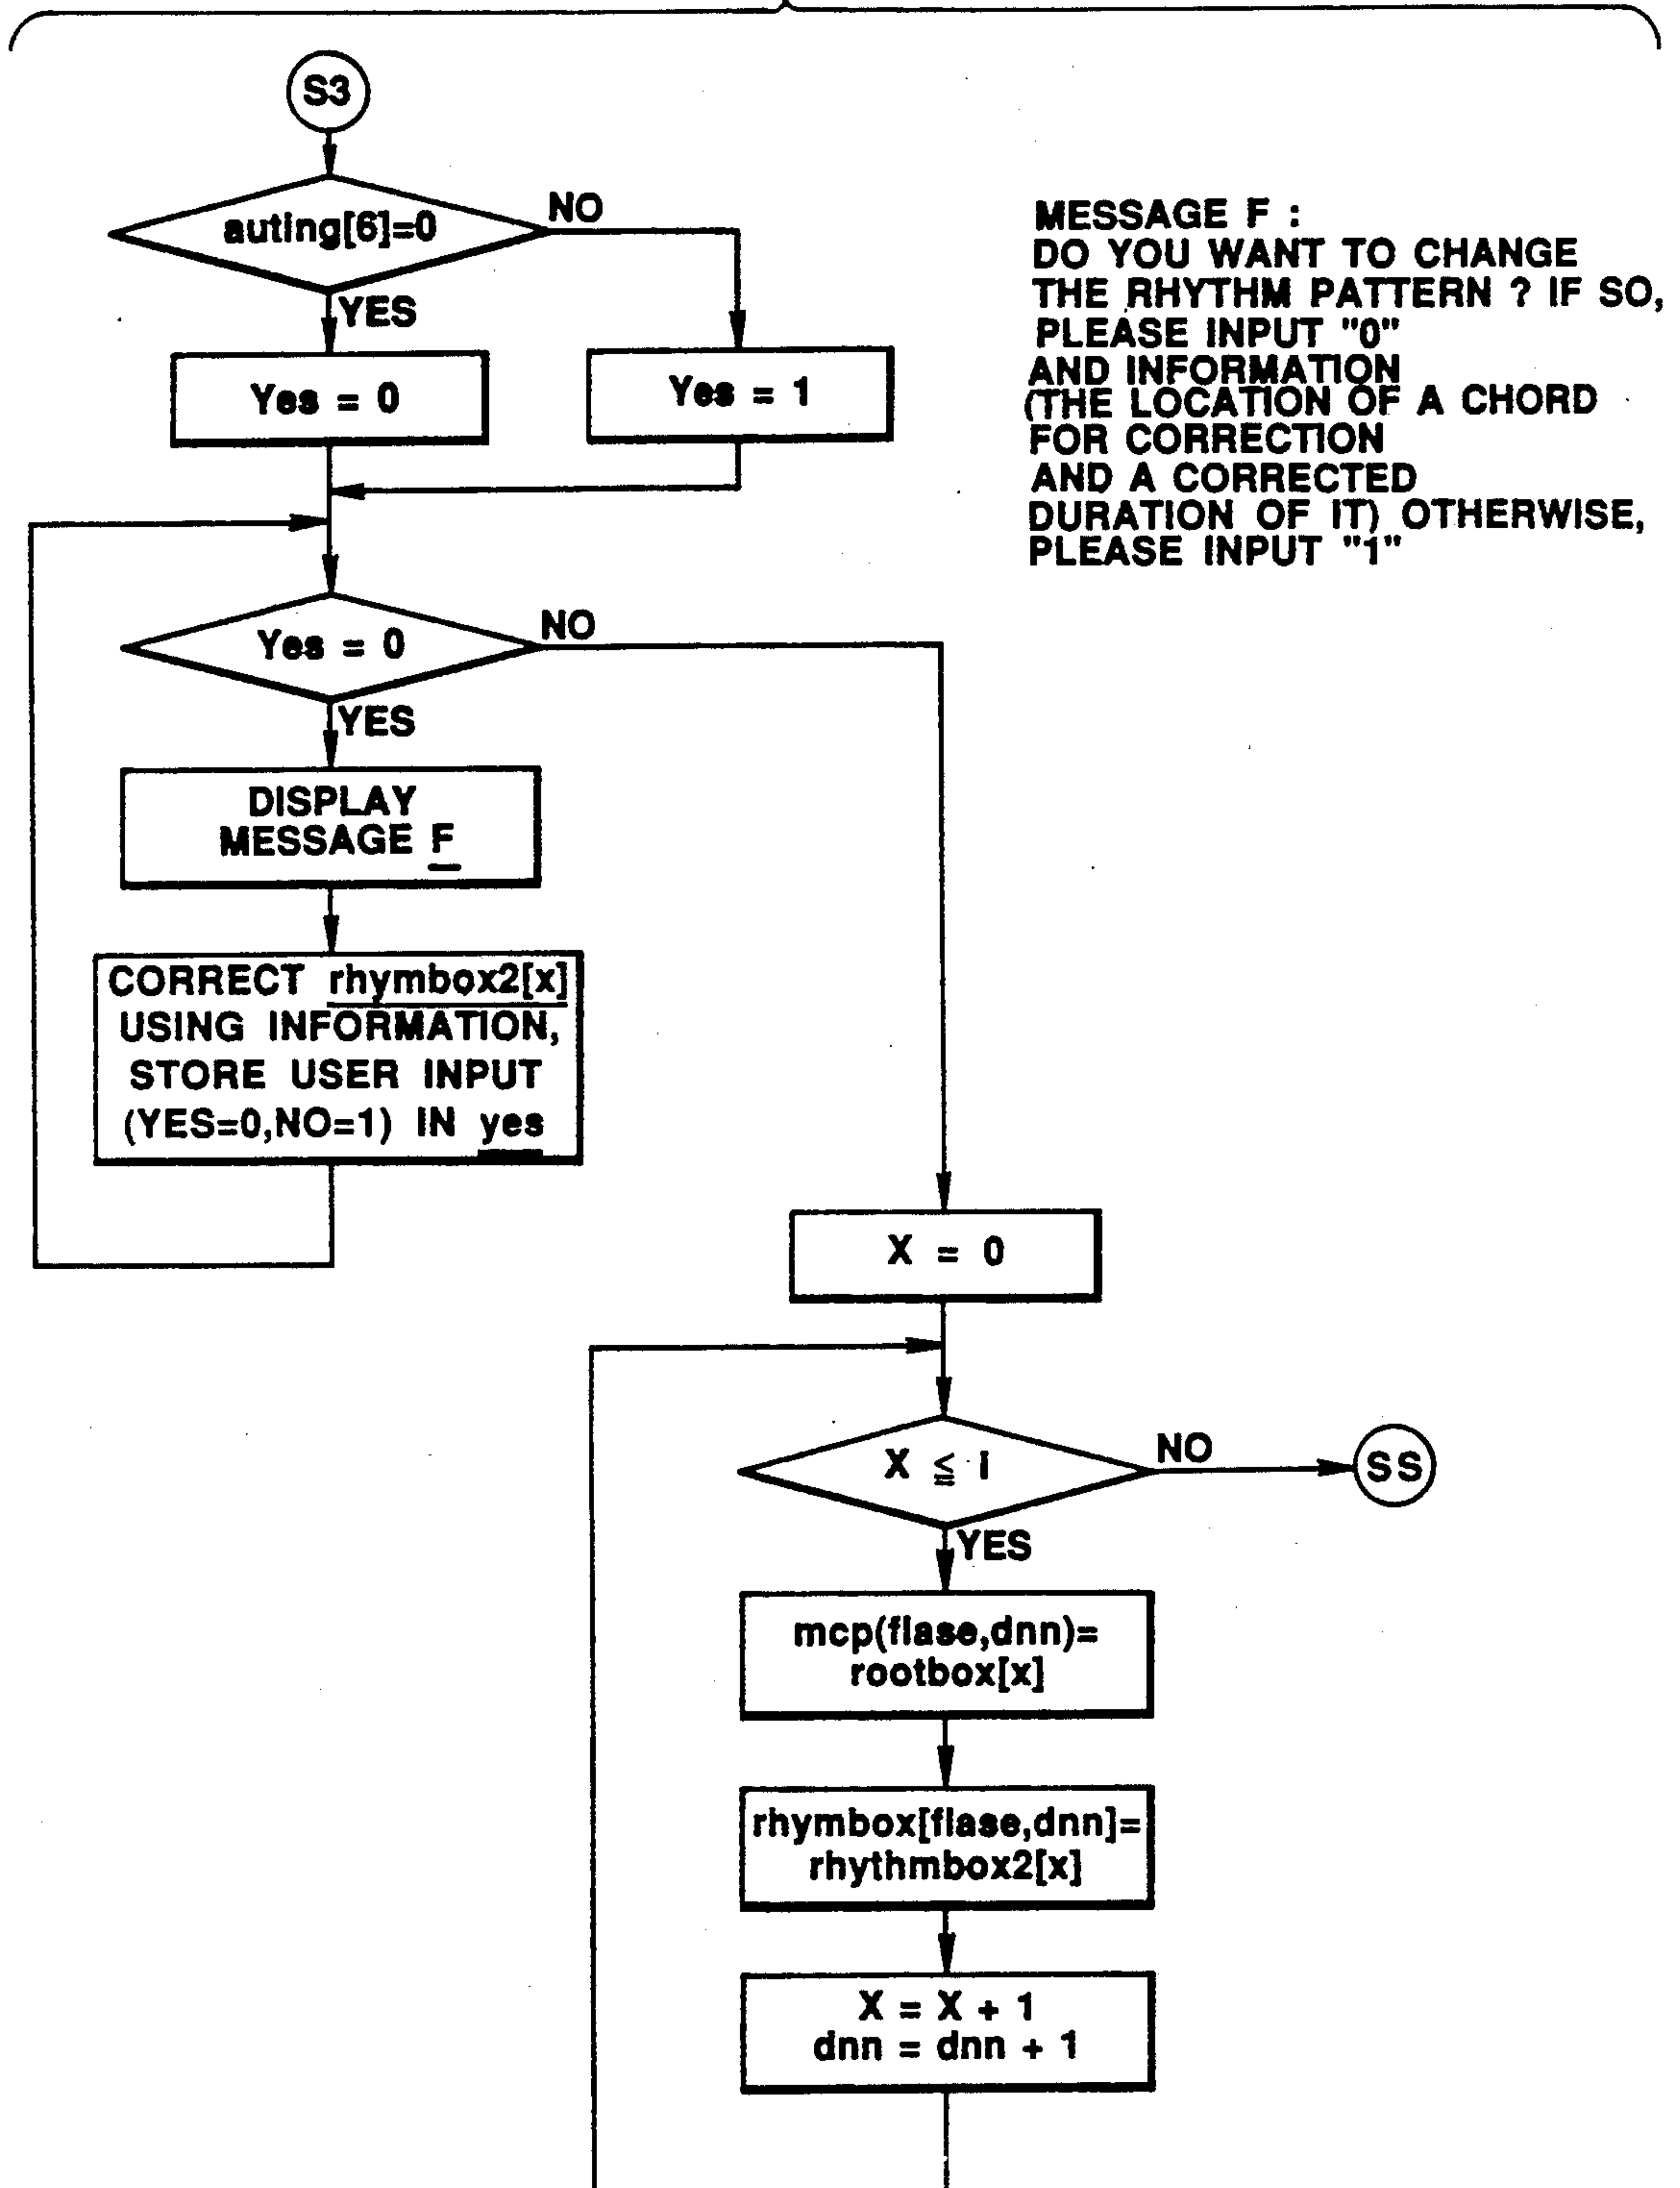 S3
auting[6]=0
NO
YES
Yes = 0
Yes = 1
MESSAGE F :
DO YOU WANT TO CHANGE
THE RHYTHM PATTERN ? IF SO,
PLEASE INPUT "0"
AND INFORMATION
(THE LOCATION OF A CHORD
FOR CORRECTION
AND A CORRECTED
DURATION OF IT) OTHERWISE,
PLEASE INPUT "1"
Yes = 0
NO
YES
DISPLAY
MESSAGE F
CORRECT rhymbox2[x]
USING INFORMATION,
STORE USER INPUT
(YES=0,NO=1) IN yes
X = 0
X ≦ i
NO
SS
YES
mcp(flase,dnn)=
rootbox[x]
rhymbox[flase,dnn]=
rhythmbox2[x]
X = X + 1
dnn = dnn + 1